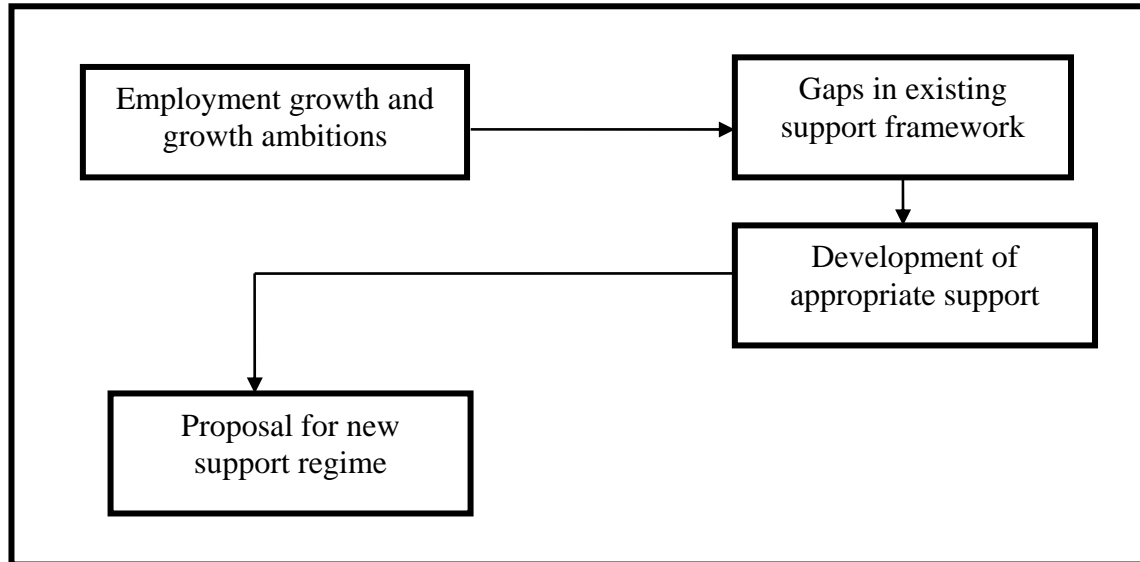 Employment growth and
growth ambitions
Gaps in existing
support framework
Development of
appropriate support
Proposal for new
support regime